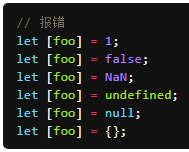 // 报错
let [foo] = 1;
let [foo] = false;
let [foo] = NaN;
let [foo] = undefined;
let [foo] = null;
let [foo] = {};